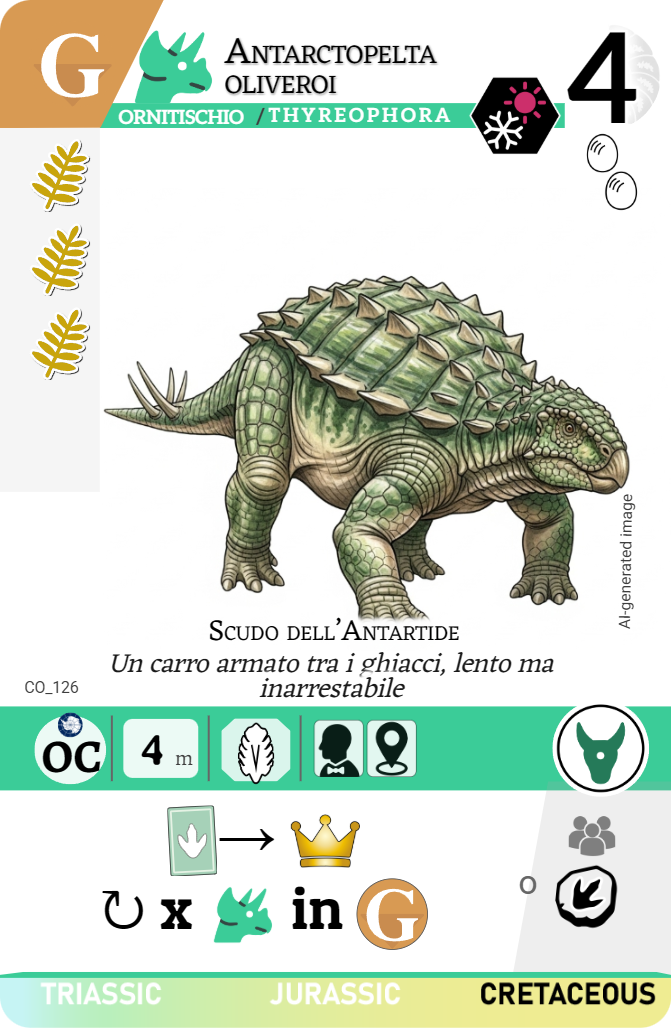 G
Antarctopelta
oliveroi
4
ORNITISCHIO / THYREOPHORA
AI-generated image
Scudo dell'Antartide
Un carro armato tra i ghiacci, lento ma
inarrestabile
CO_126
OC
4 m
x in G
O
TRIASSIC JURASSIC CRETACEOUS